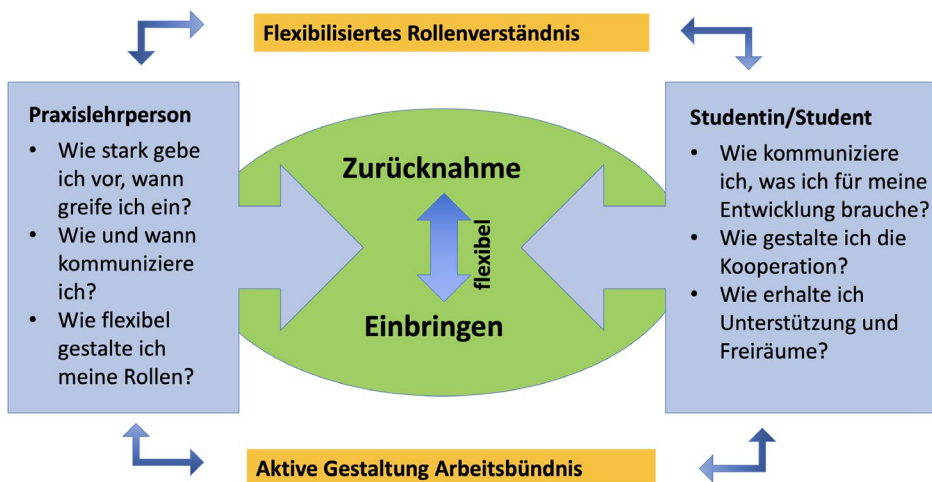 Flexibilisiertes Rollenverständnis
Praxislehrperson
• Wie stark gebe
ich vor, wann
greife ich ein?
• Wie und wann
kommuniziere
ich?
• Wie flexibel
gestalte ich
meine Rollen?
Zurücknahme
flexibel
Einbringen
Studentin/Student
• Wie kommuniziere
ich, was ich für meine
Entwicklung brauche?
• Wie gestalte ich die
Kooperation?
• Wie erhalte ich
Unterstützung und
Freiräume?
Aktive Gestaltung Arbeitsbündnis